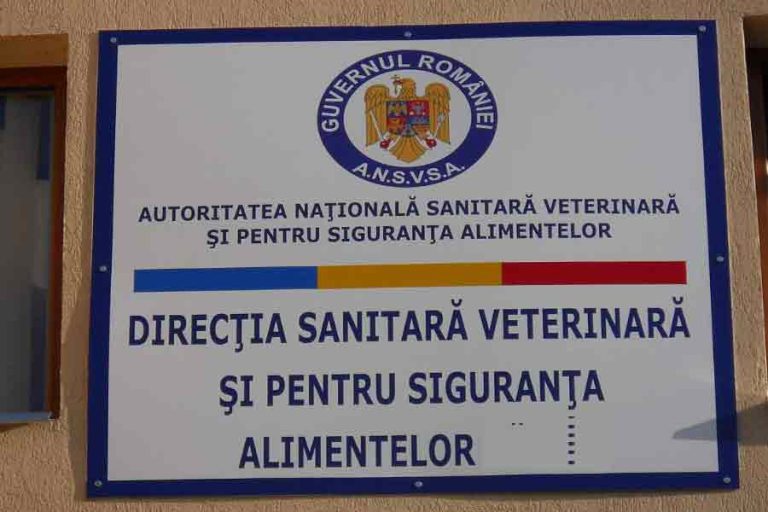 GUVERNUL ROMÂNIEI
A.N.S.V.S.A.
AUTORITATEA NAŢIONALĂ SANITARĂ VETERINARĂ
ŞI PENTRU SIGURANŢA ALIMENTELOR
DIRECŢIA SANITARĂ VETERINARĂ
ŞI PENTRU SIGURANŢA
ALIMENTELOR